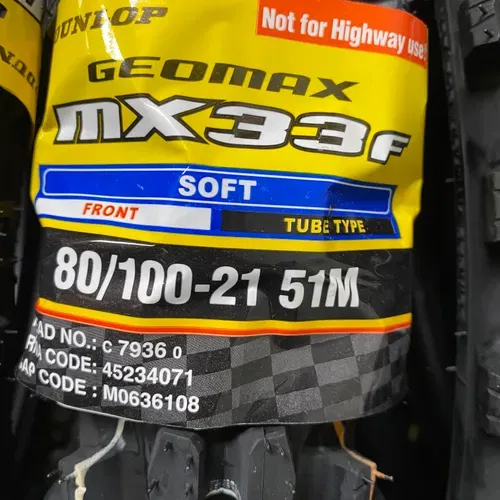 DUNLOP
Not for Highway use!
GEOMAX
MX33F
SOFT
FRONT
TUBE TYPE
80/100-21 51M
NO.: C 7936 0
CODE: 45234071
CODE : M0636108